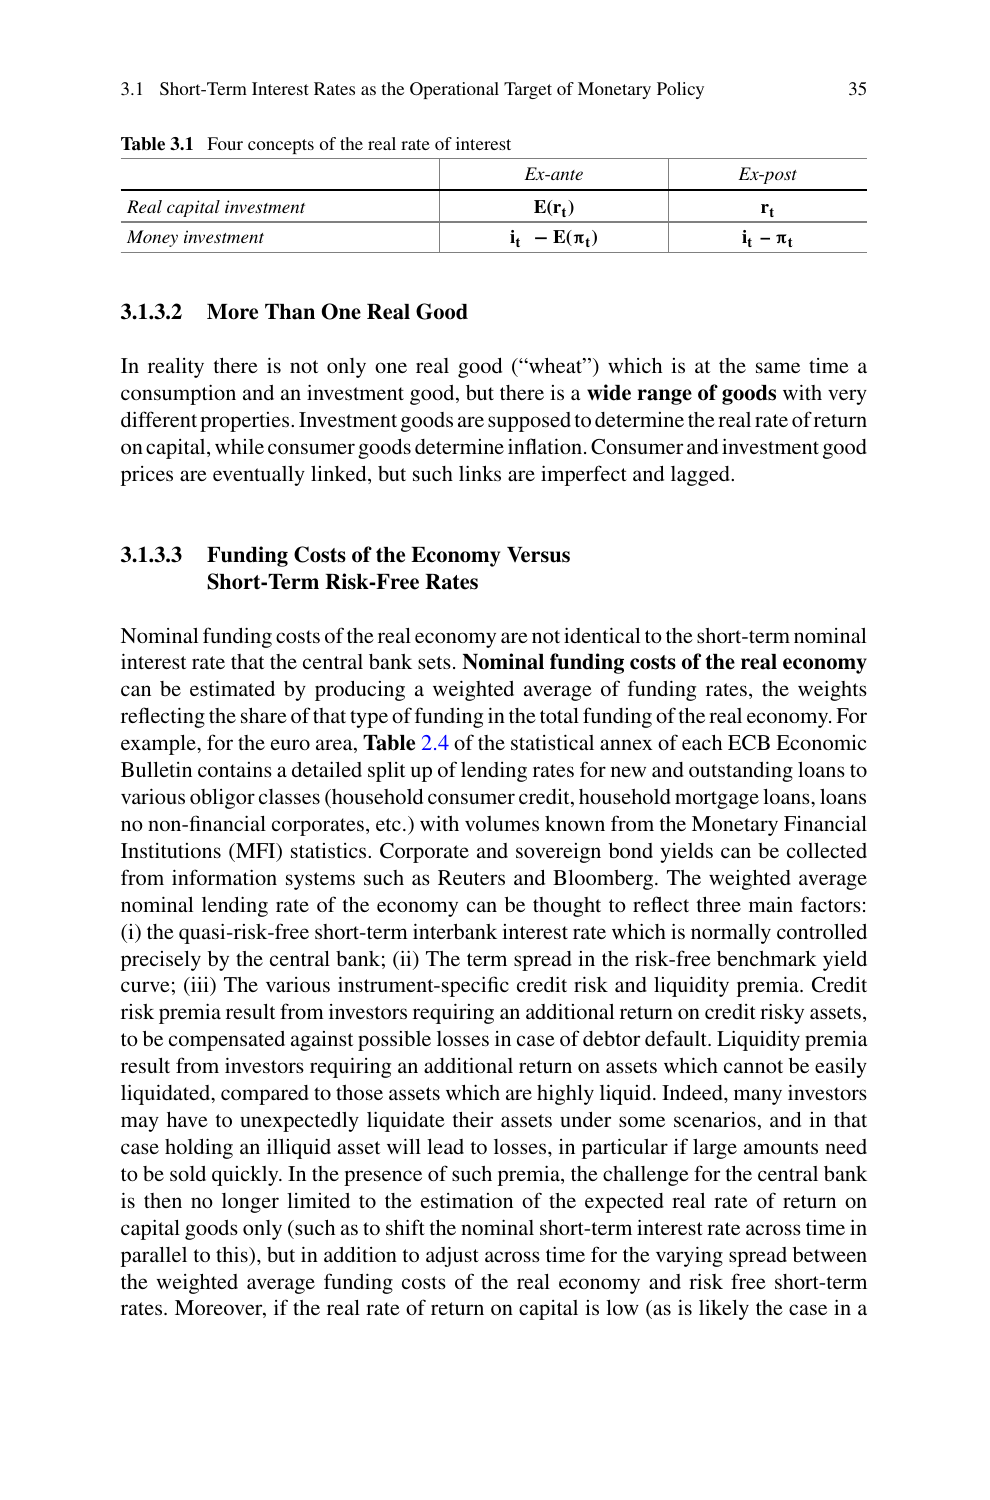 3.1 Short-Term Interest Rates as the Operational Target of Monetary Policy 35
Table 3.1 Four concepts of the real rate of interest
Ex-ante Ex-post
Real capital investment E(rt) rt
Money investment it − E(πt) it − πt
3.1.3.2 More Than One Real Good
In reality there is not only one real good (“wheat”) which is at the same time a
consumption and an investment good, but there is a wide range of goods with very
different properties. Investment goods are supposed to determine the real rate of return
on capital, while consumer goods determine inflation. Consumer and investment good
prices are eventually linked, but such links are imperfect and lagged.
3.1.3.3 Funding Costs of the Economy Versus
Short-Term Risk-Free Rates
Nominal funding costs of the real economy are not identical to the short-term nominal
interest rate that the central bank sets. Nominal funding costs of the real economy
can be estimated by producing a weighted average of funding rates, the weights
reflecting the share of that type of funding in the total funding of the real economy. For
example, for the euro area, Table 2.4 of the statistical annex of each ECB Economic
Bulletin contains a detailed split up of lending rates for new and outstanding loans to
various obligor classes (household consumer credit, household mortgage loans, loans
no non-financial corporates, etc.) with volumes known from the Monetary Financial
Institutions (MFI) statistics. Corporate and sovereign bond yields can be collected
from information systems such as Reuters and Bloomberg. The weighted average
nominal lending rate of the economy can be thought to reflect three main factors:
(i) the quasi-risk-free short-term interbank interest rate which is normally controlled
precisely by the central bank; (ii) The term spread in the risk-free benchmark yield
curve; (iii) The various instrument-specific credit risk and liquidity premia. Credit
risk premia result from investors requiring an additional return on credit risky assets,
to be compensated against possible losses in case of debtor default. Liquidity premia
result from investors requiring an additional return on assets which cannot be easily
liquidated, compared to those assets which are highly liquid. Indeed, many investors
may have to unexpectedly liquidate their assets under some scenarios, and in that
case holding an illiquid asset will lead to losses, in particular if large amounts need
to be sold quickly. In the presence of such premia, the challenge for the central bank
is then no longer limited to the estimation of the expected real rate of return on
capital goods only (such as to shift the nominal short-term interest rate across time in
parallel to this), but in addition to adjust across time for the varying spread between
the weighted average funding costs of the real economy and risk free short-term
rates. Moreover, if the real rate of return on capital is low (as is likely the case in a